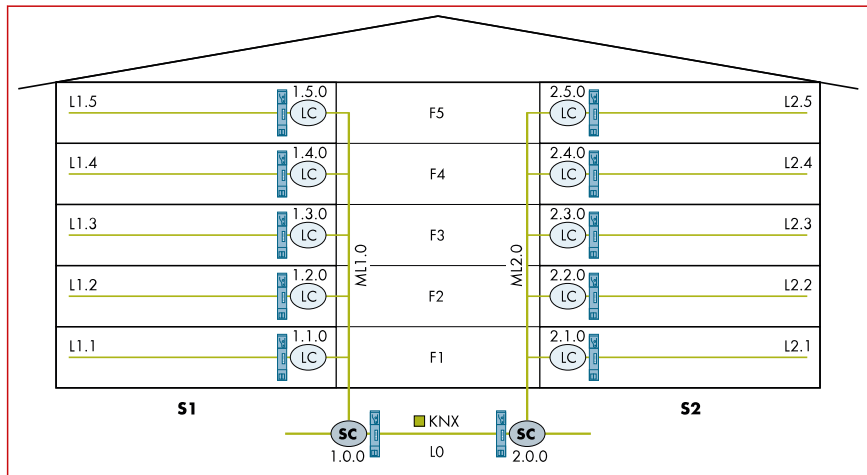 1.5.0
2.5.0
L1.5
LC
F5
LC
L2.5
1.4.0
2.4.0
L1.4
LC
F4
LC
L2.4
1.3.0
2.3.0
L1.3
LC
F3
LC
L2.3
ML1.0
ML2.0
1.2.0
2.2.0
L1.2
LC
F2
LC
L2.2
1.1.0
2.1.0
L1.1
LC
F1
LC
L2.1
S1
S2
KNX
SC
SC
1.0.0
L0
2.0.0